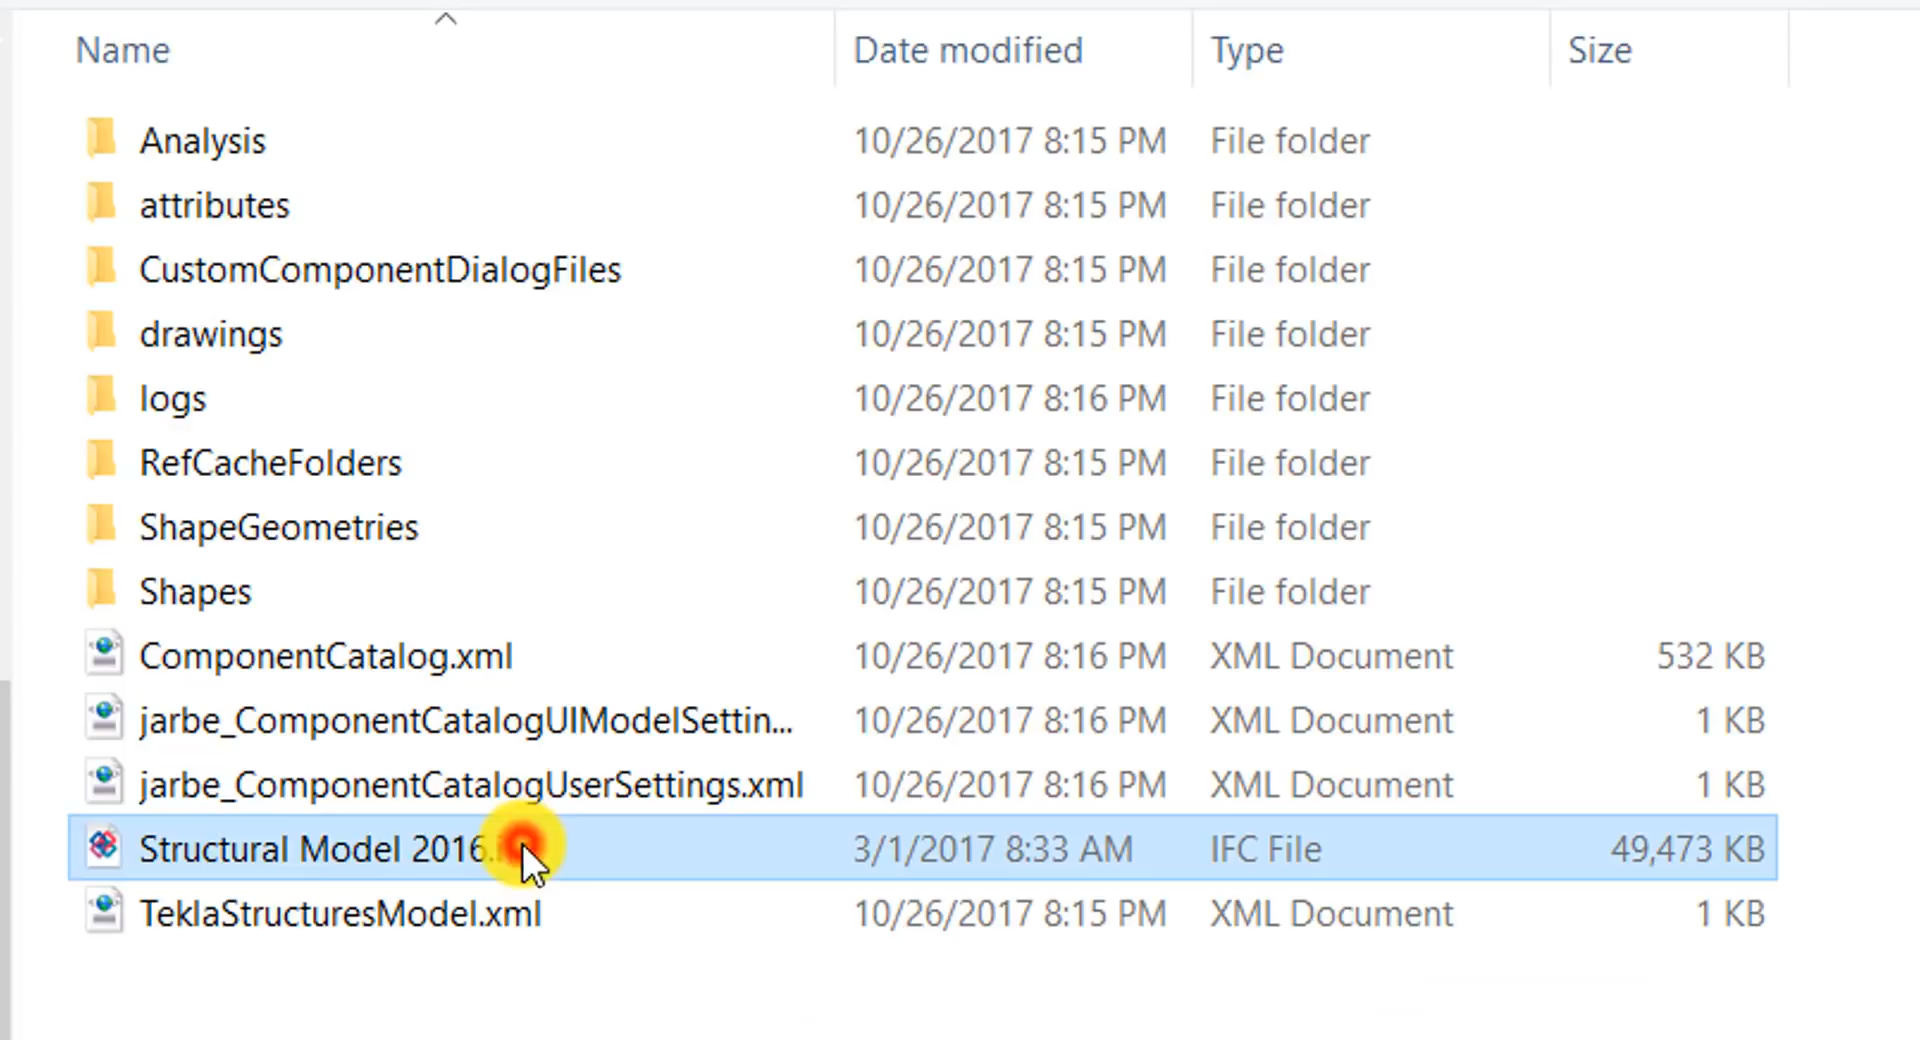 Name Date modified Type Size
Analysis 10/26/2017 8:15 PM File folder
attributes 10/26/2017 8:15 PM File folder
CustomComponentDialogFiles 10/26/2017 8:15 PM File folder
drawings 10/26/2017 8:15 PM File folder
logs 10/26/2017 8:16 PM File folder
RefCacheFolders 10/26/2017 8:15 PM File folder
ShapeGeometries 10/26/2017 8:15 PM File folder
Shapes 10/26/2017 8:15 PM File folder
ComponentCatalog.xml 10/26/2017 8:16 PM XML Document 532 KB
jarbe_ComponentCatalogUIModelSettin... 10/26/2017 8:16 PM XML Document 1 KB
jarbe_ComponentCatalogUserSettings.xml 10/26/2017 8:16 PM XML Document 1 KB
Structural Model 2016. 3/1/2017 8:33 AM IFC File 49,473 KB
TeklaStructuresModel.xml 10/26/2017 8:15 PM XML Document 1 KB